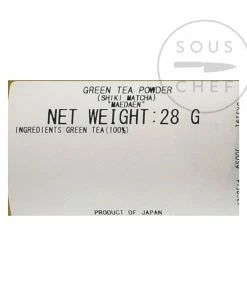 SOUS
CHEF
GREEN TEA POWDER
(SHIKI MATCHA)
"MAEDAEN"
NET WEIGHT:28 G
INGREDIENTS GREEN TEA(100%)
PRODUCT OF JAPAN